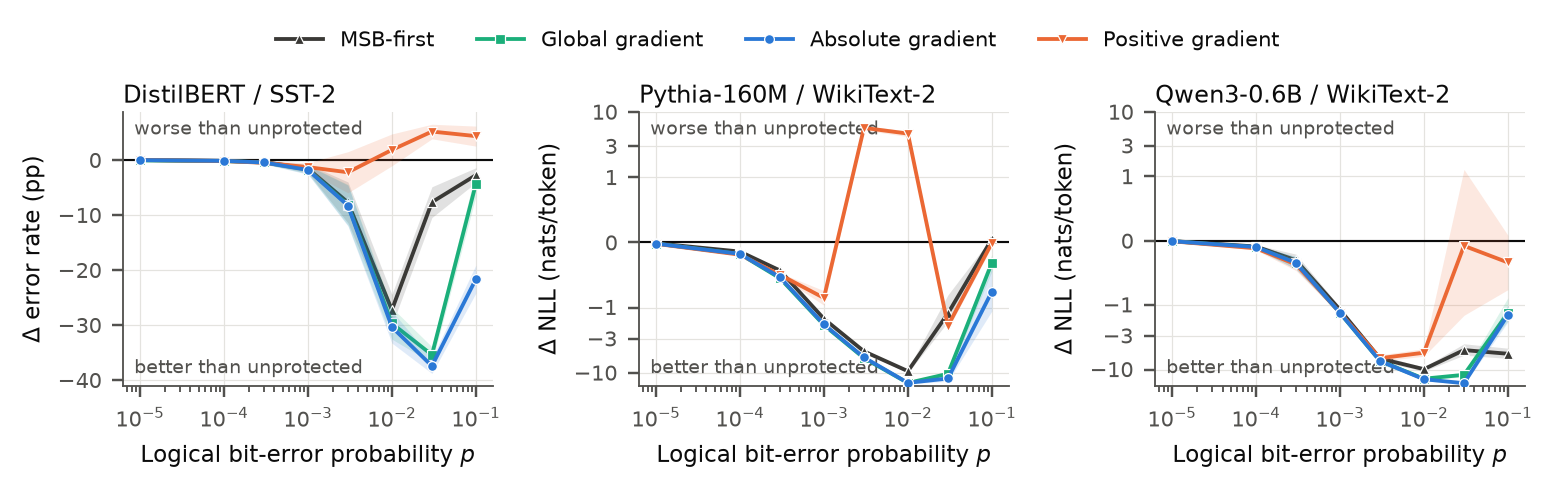 MSB-first Global gradient Absolute gradient Positive gradient
DistilBERT / SST-2
Δ error rate (pp)
worse than unprotected
better than unprotected
0
−10
−20
−30
−40
10⁻⁵ 10⁻⁴ 10⁻³ 10⁻² 10⁻¹
Logical bit-error probability p
Pythia-160M / WikiText-2
Δ NLL (nats/token)
worse than unprotected
better than unprotected
10
3
1
0
−1
−3
−10
10⁻⁵ 10⁻⁴ 10⁻³ 10⁻² 10⁻¹
Logical bit-error probability p
Qwen3-0.6B / WikiText-2
Δ NLL (nats/token)
worse than unprotected
better than unprotected
10
3
1
0
−1
−3
−10
10⁻⁵ 10⁻⁴ 10⁻³ 10⁻² 10⁻¹
Logical bit-error probability p